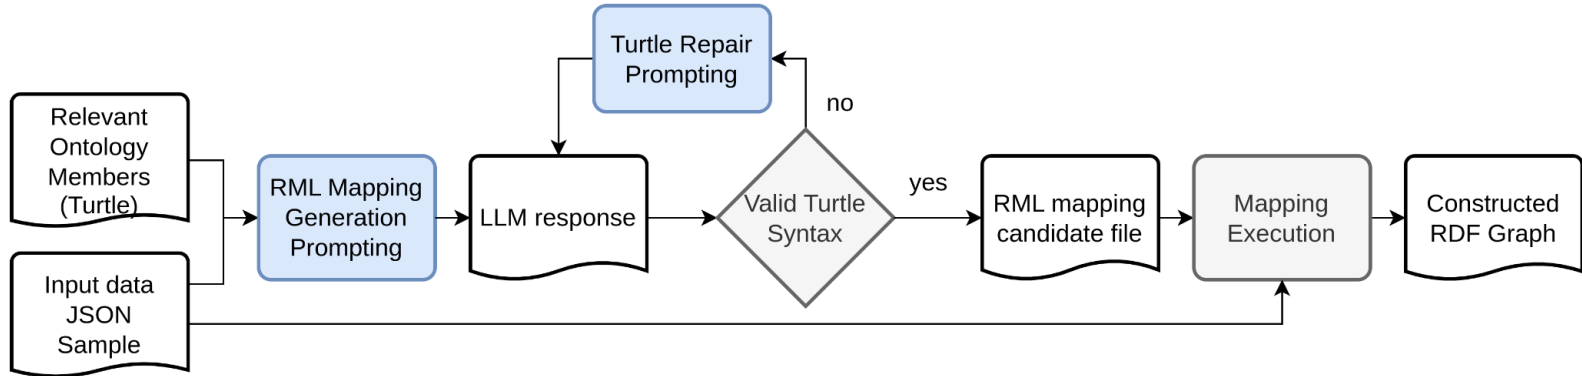 Relevant
Ontology
Members
(Turtle)
Input data
JSON
Sample
RML Mapping
Generation
Prompting
Turtle Repair
Prompting
LLM response
no
Valid Turtle
Syntax
yes
RML mapping
candidate file
Mapping
Execution
Constructed
RDF Graph